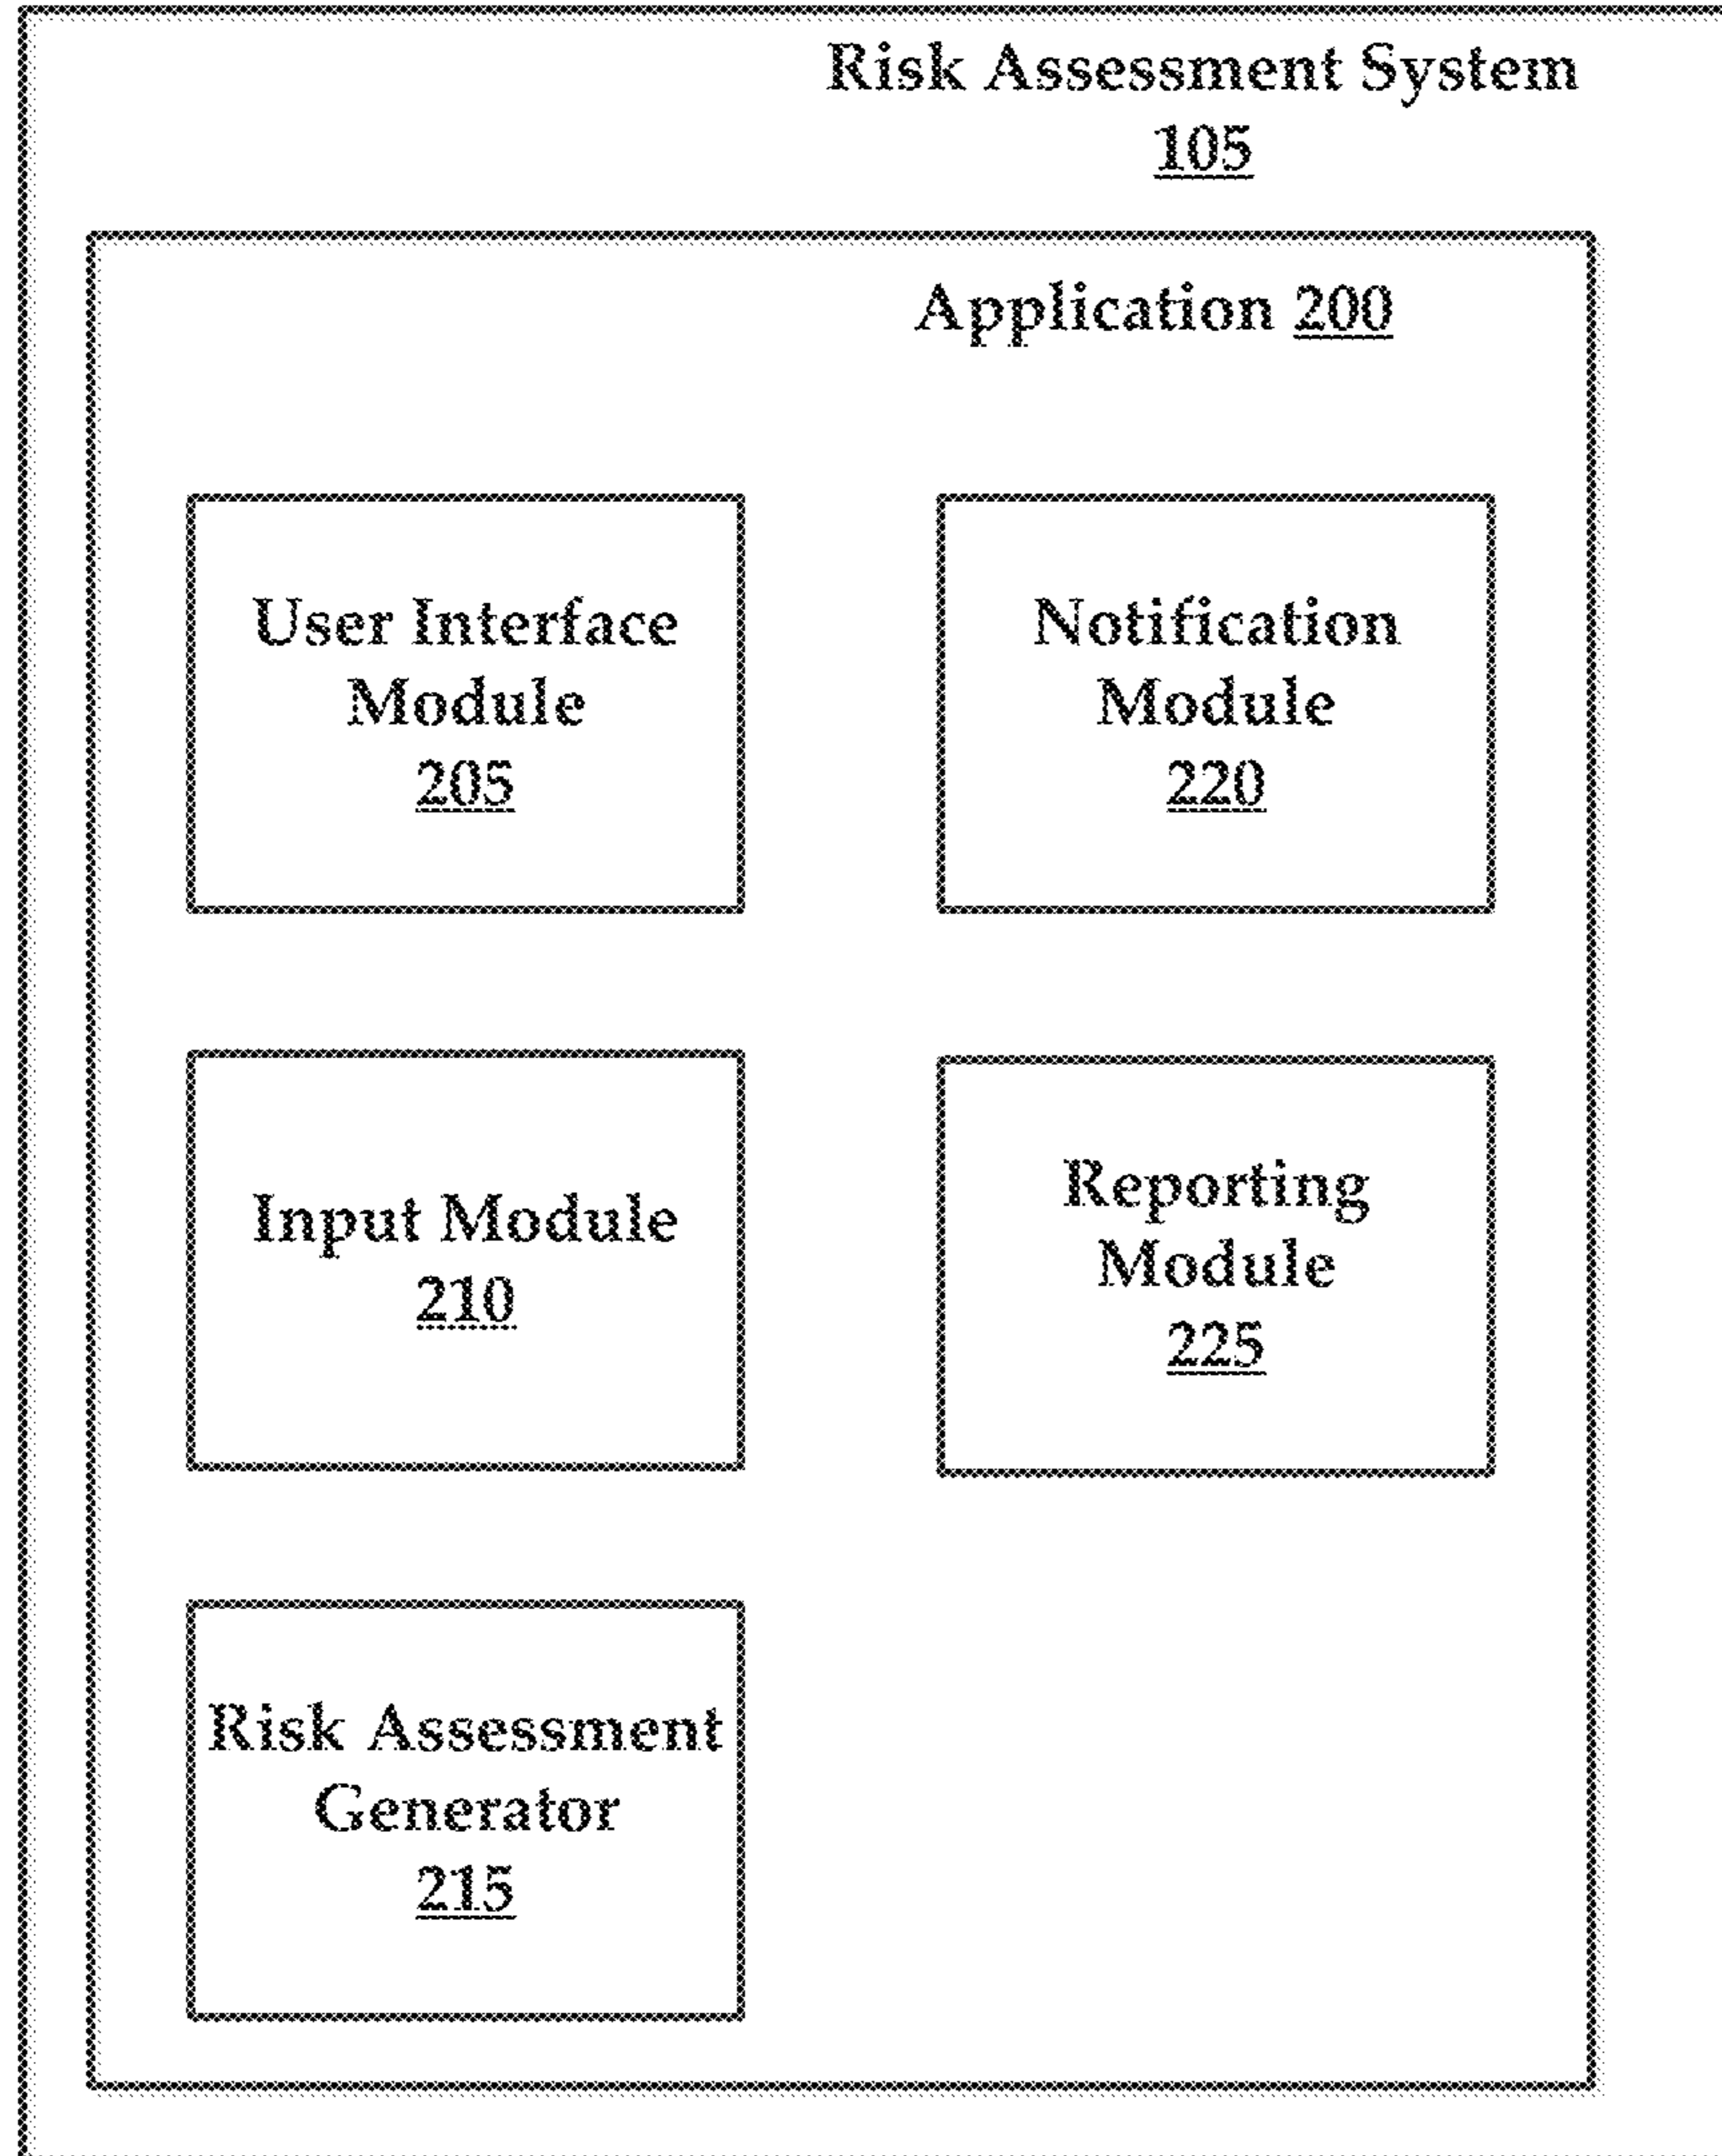 Risk Assessment System
105
Application 200
User Interface
Module
205
Notification
Module
220
Input Module
210
Reporting
Module
225
Risk Assessment
Generator
215